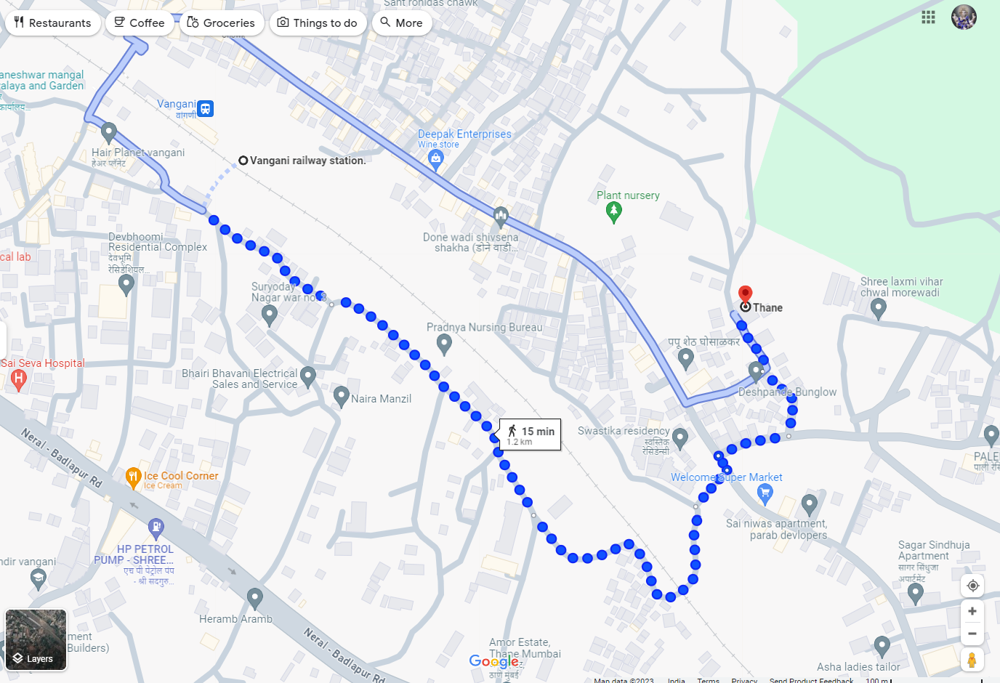 Sant rohidas chawk
Restaurants
Coffee
Groceries
Things to do
More
aneshwar mangal
alaya and Garden
कार्यालय...
Vangani
वांगणी
Hair Planet vangani
हेअर प्लॅनेट
Vangani railway station.
Deepak Enterprises
Wine store
Plant nursery
Done wadi shivsena
shakha (डोने वाडी...
Devbhoomi
Residential Complex
देवभूमि
रेसिडेंशियल...
cal lab
Suryoday
Nagar war no.3
Shree laxmi vihar
chwal morewadi
Thane
Pradnya Nursing Bureau
पपू शेठ घोसाळकर
Sai Seva Hospital
Bhairi Bhavani Electrical
Sales and Service
Naira Manzil
Deshpande Bunglow
15 min
1.2 km
Swastika residency
स्वस्तिक
रेसिडेन्सी
Neral - Badlapur Rd
PALE
पाली रे
Ice Cool Corner
Ice Cream
Welcome Super Market
Sai niwas apartment,
parab devlopers
HP PETROL
PUMP - SHREE...
एच पी पेट्रोल पंप
- श्री सदगुरु...
Sagar Sindhuja
Apartment
सागर सिंधुजा
अपार्टमेंट
ndir vangani
Heramb Aramb
Neral - Badlapur Rd
ment
Builders)
Layers
Amor Estate,
Thane Mumbai
ठाणे मुंबई
Google
Asha ladies tailor
Map data ©2023 India Terms Privacy Send Product Feedback 100 m